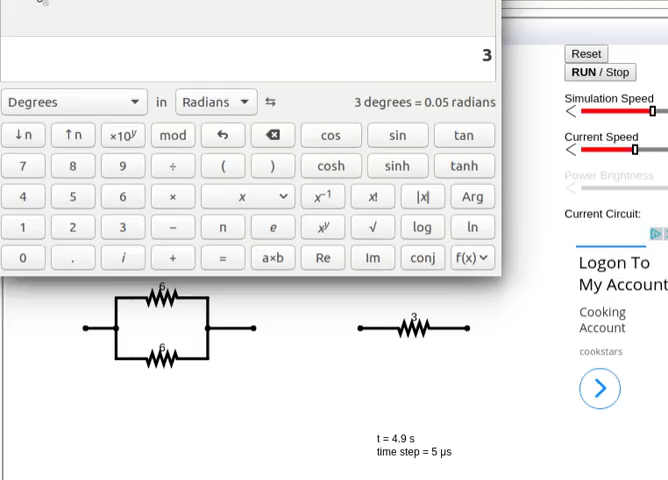 3
Degrees in Radians 3 degrees = 0.05 radians
↓n ↑n ×10ʸ mod cos sin tan
7 8 9 ÷ ( ) cosh sinh tanh
4 5 6 × x x⁻¹ x! |x| Arg
1 2 3 − π e xʸ √ log ln
0 . i + = a×b Re Im conj f(x)
Reset
RUN / Stop
Simulation Speed
Current Speed
Power Brightness
Current Circuit:
Logon To
My Account
Cooking
Account
cookstars
6
6
3
t = 4.9 s
time step = 5 μs